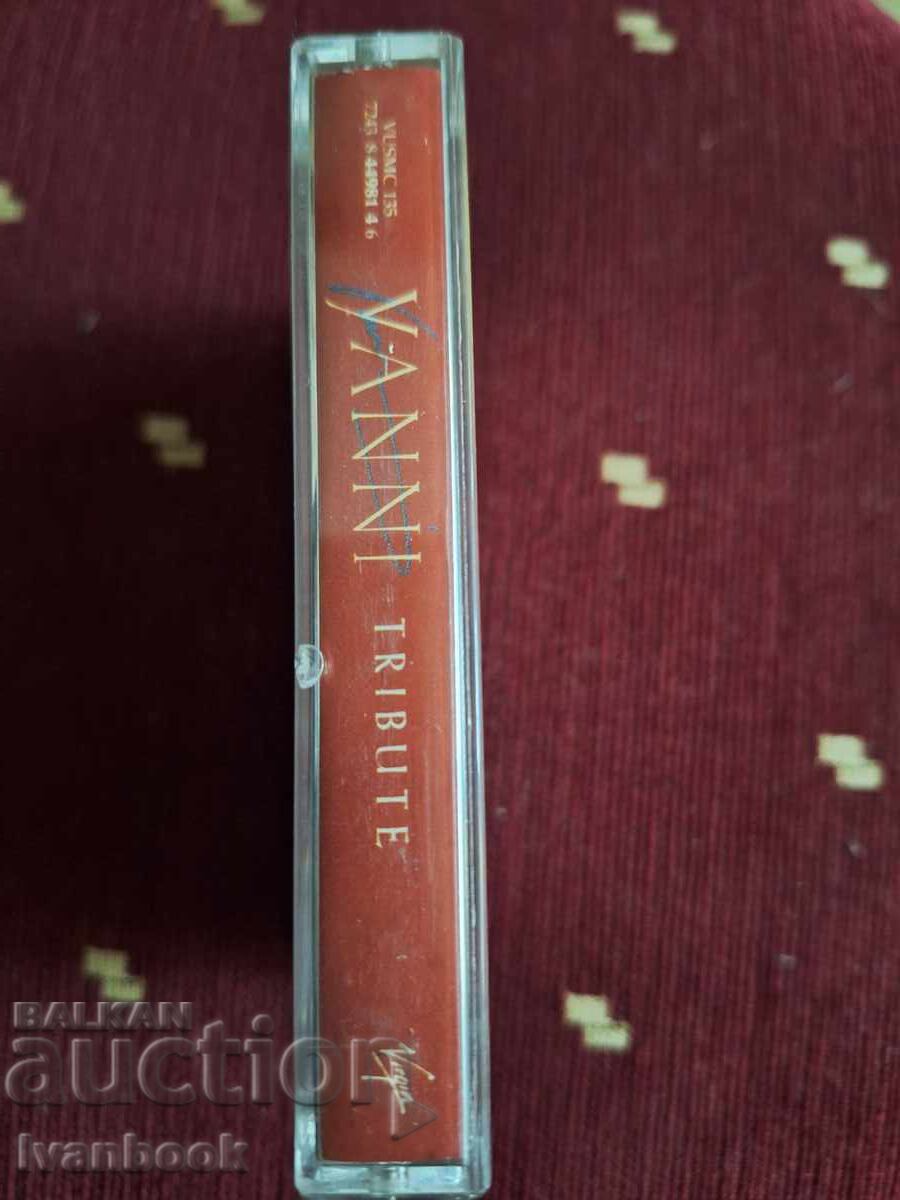 VUSMC 135
7243 8 44981 4 6
YANNI TRIBUTE
Virgin
BALKAN
auction
Ivanbook